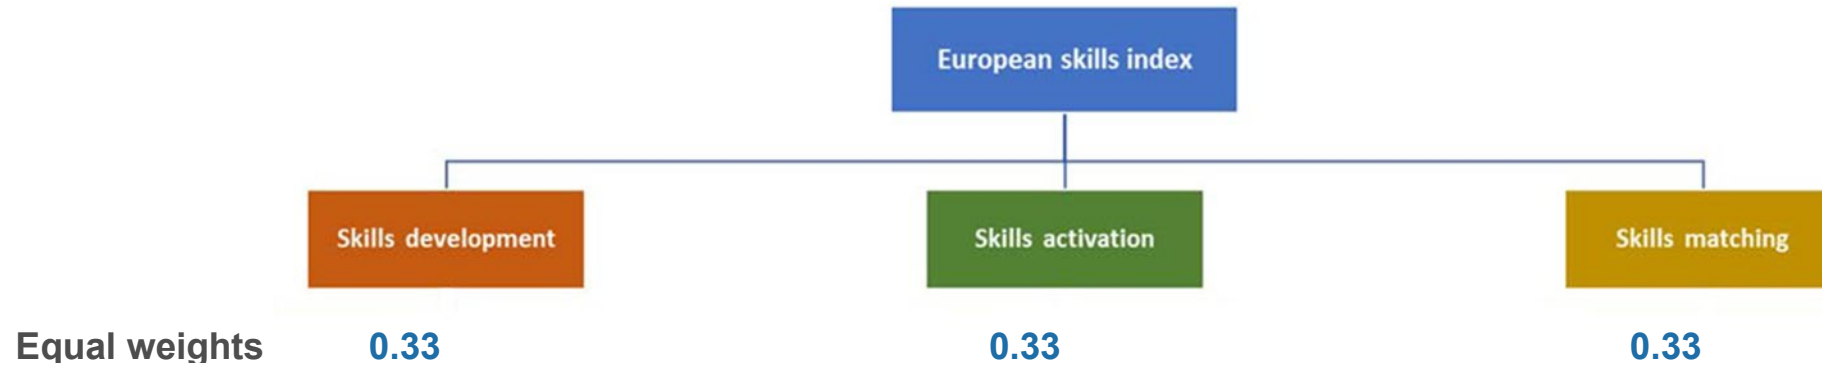 European skills index
Skills development
Skills activation
Skills matching
Equal weights 0.33 0.33 0.33